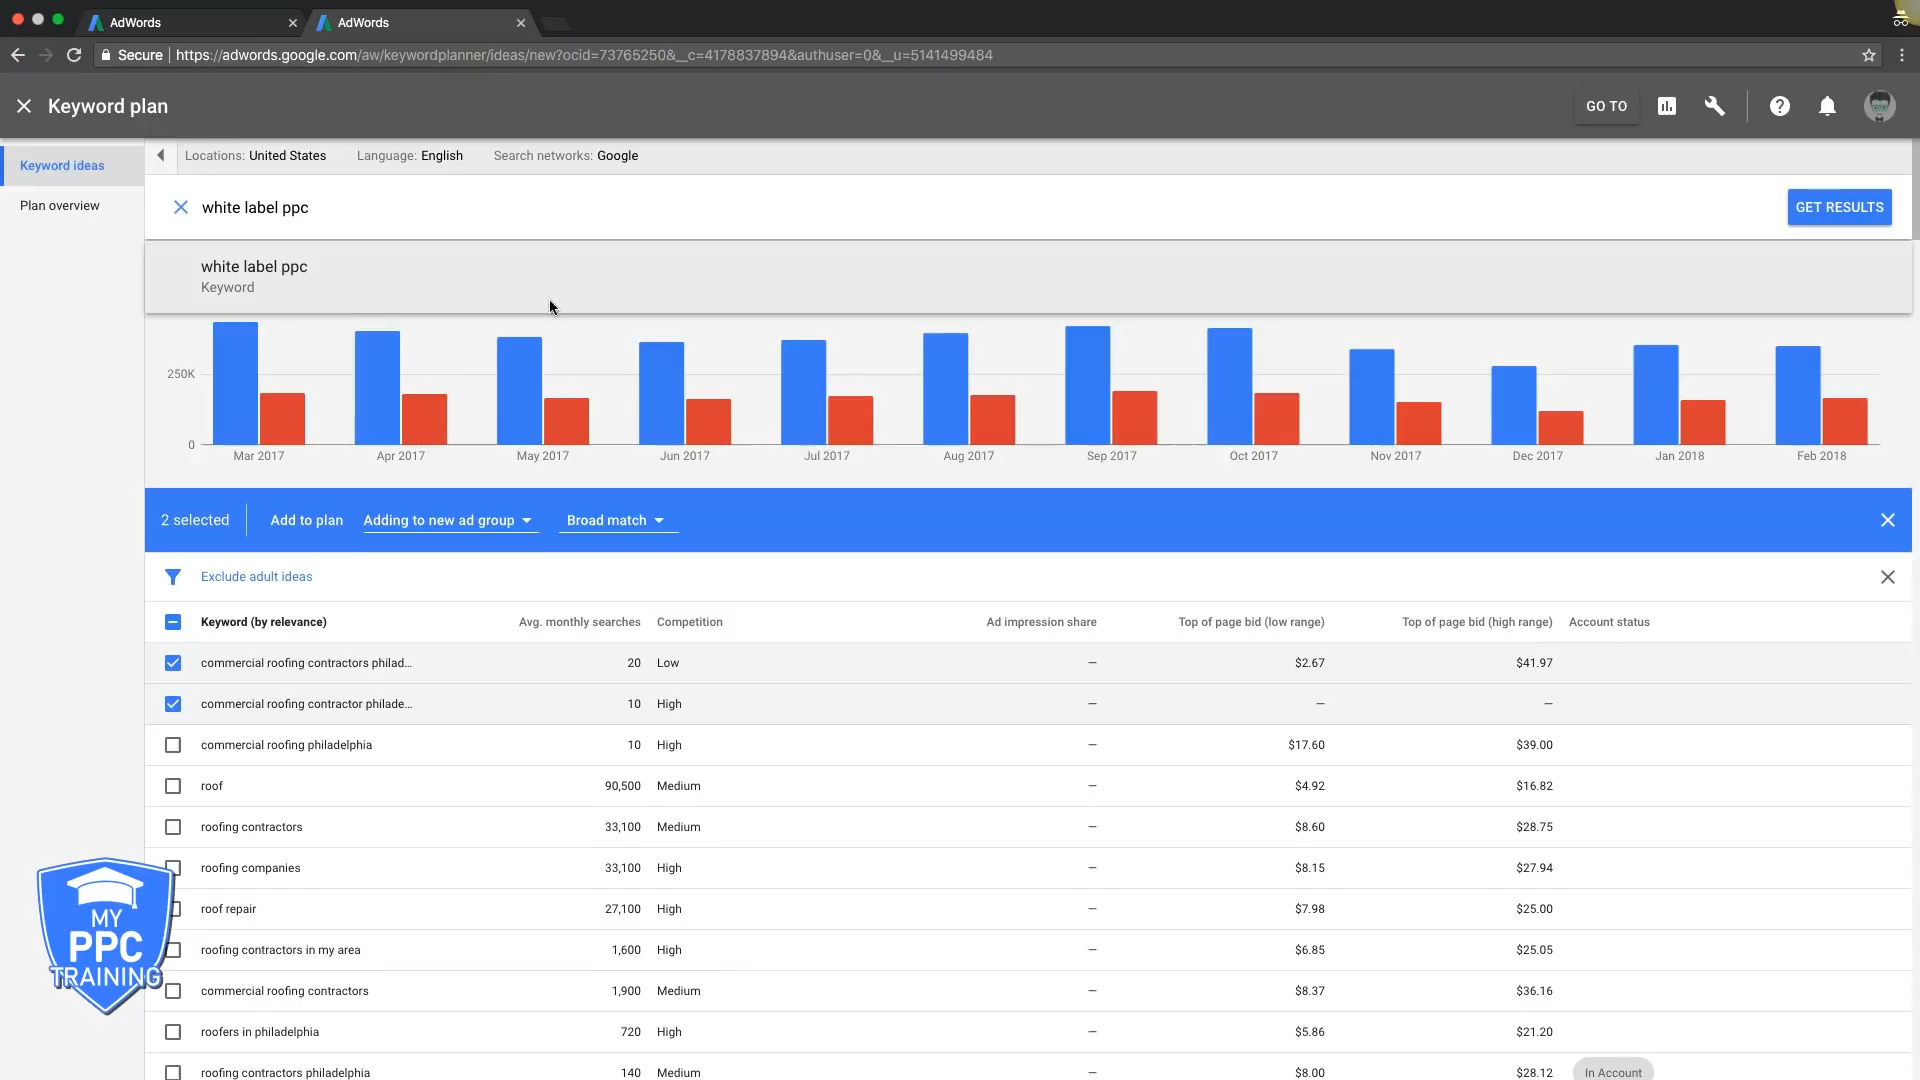 AdWords
AdWords
Secure https://adwords.google.com/aw/keywordplanner/ideas/new?ocid=73765250&__c=4178837894&authuser=0&__u=5141499484
Keyword plan
GO TO
Keyword ideas
Plan overview
Locations: United States Language: English Search networks: Google
white label ppc
GET RESULTS
white label ppc
Keyword
250K
0
Mar 2017 Apr 2017 May 2017 Jun 2017 Jul 2017 Aug 2017 Sep 2017 Oct 2017 Nov 2017 Dec 2017 Jan 2018 Feb 2018
2 selected Add to plan Adding to new ad group Broad match
Exclude adult ideas
Keyword (by relevance) Avg. monthly searches Competition Ad impression share Top of page bid (low range) Top of page bid (high range) Account status
commercial roofing contractors philad... 20 Low – $2.67 $41.97
commercial roofing contractor philade... 10 High – – –
commercial roofing philadelphia 10 High – $17.60 $39.00
roof 90,500 Medium – $4.92 $16.82
roofing contractors 33,100 Medium – $8.60 $28.75
roofing companies 33,100 High – $8.15 $27.94
roof repair 27,100 High – $7.98 $25.00
roofing contractors in my area 1,600 High – $6.85 $25.05
commercial roofing contractors 1,900 Medium – $8.37 $36.16
roofers in philadelphia 720 High – $5.86 $21.20
roofing contractors philadelphia 140 Medium – $8.00 $28.12 In Account
MY
PPC
TRAINING